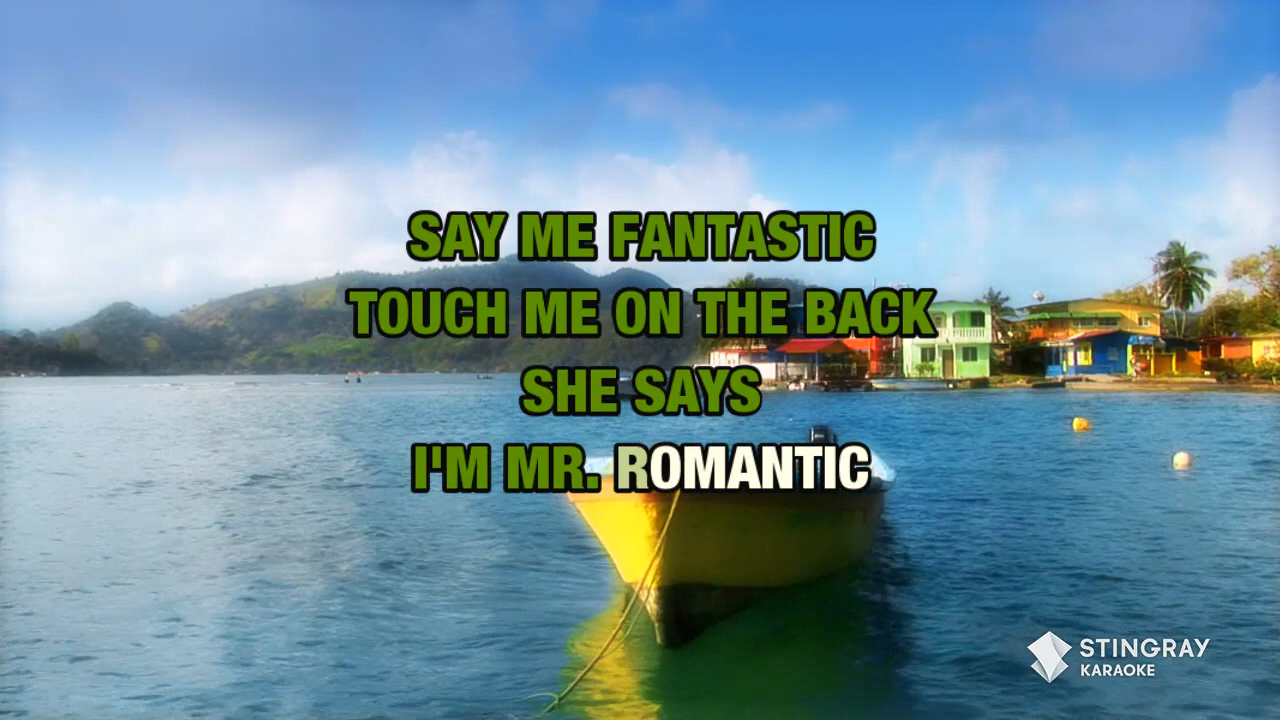 SAY ME FANTASTIC
TOUCH ME ON THE BACK
SHE SAYS
I'M MR. ROMANTIC
STINGRAY
KARAOKE